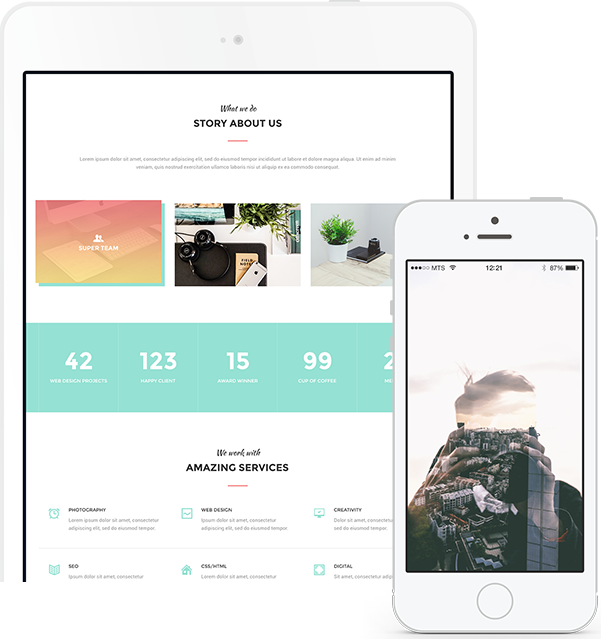 What we do
STORY ABOUT US
Lorem ipsum dolor sit amet, consectetur adipiscing elit, sed do eiusmod tempor incididunt ut labore et dolore magna aliqua. Ut enim ad minim
veniam, quis nostrud exercitation ullamco laboris nisi ut aliquip ex ea commodo consequat.
SUPER TEAM
FIELD NOTES
MTS 12:21 87%
42 123 15 99 2
WEB DESIGN PROJECTS HAPPY CLIENT AWARD WINNER CUP OF COFFEE ME
We work with
AMAZING SERVICES
PHOTOGRAPHY WEB DESIGN CREATIVITY
Lorem ipsum dolor sit amet, consectetur Lorem ipsum dolor sit amet, consectetur Lorem ipsum dolor sit amet,
adipiscing elit, sed do eiusmod tempor. adipiscing elit, sed do eiusmod tempor. adipiscing elit, sed do
SEO CSS/HTML DIGITAL
Ipsum dolor sit amet, consectetur Lorem ipsum dolor sit amet, consectetur Sit amet, consectetur adip